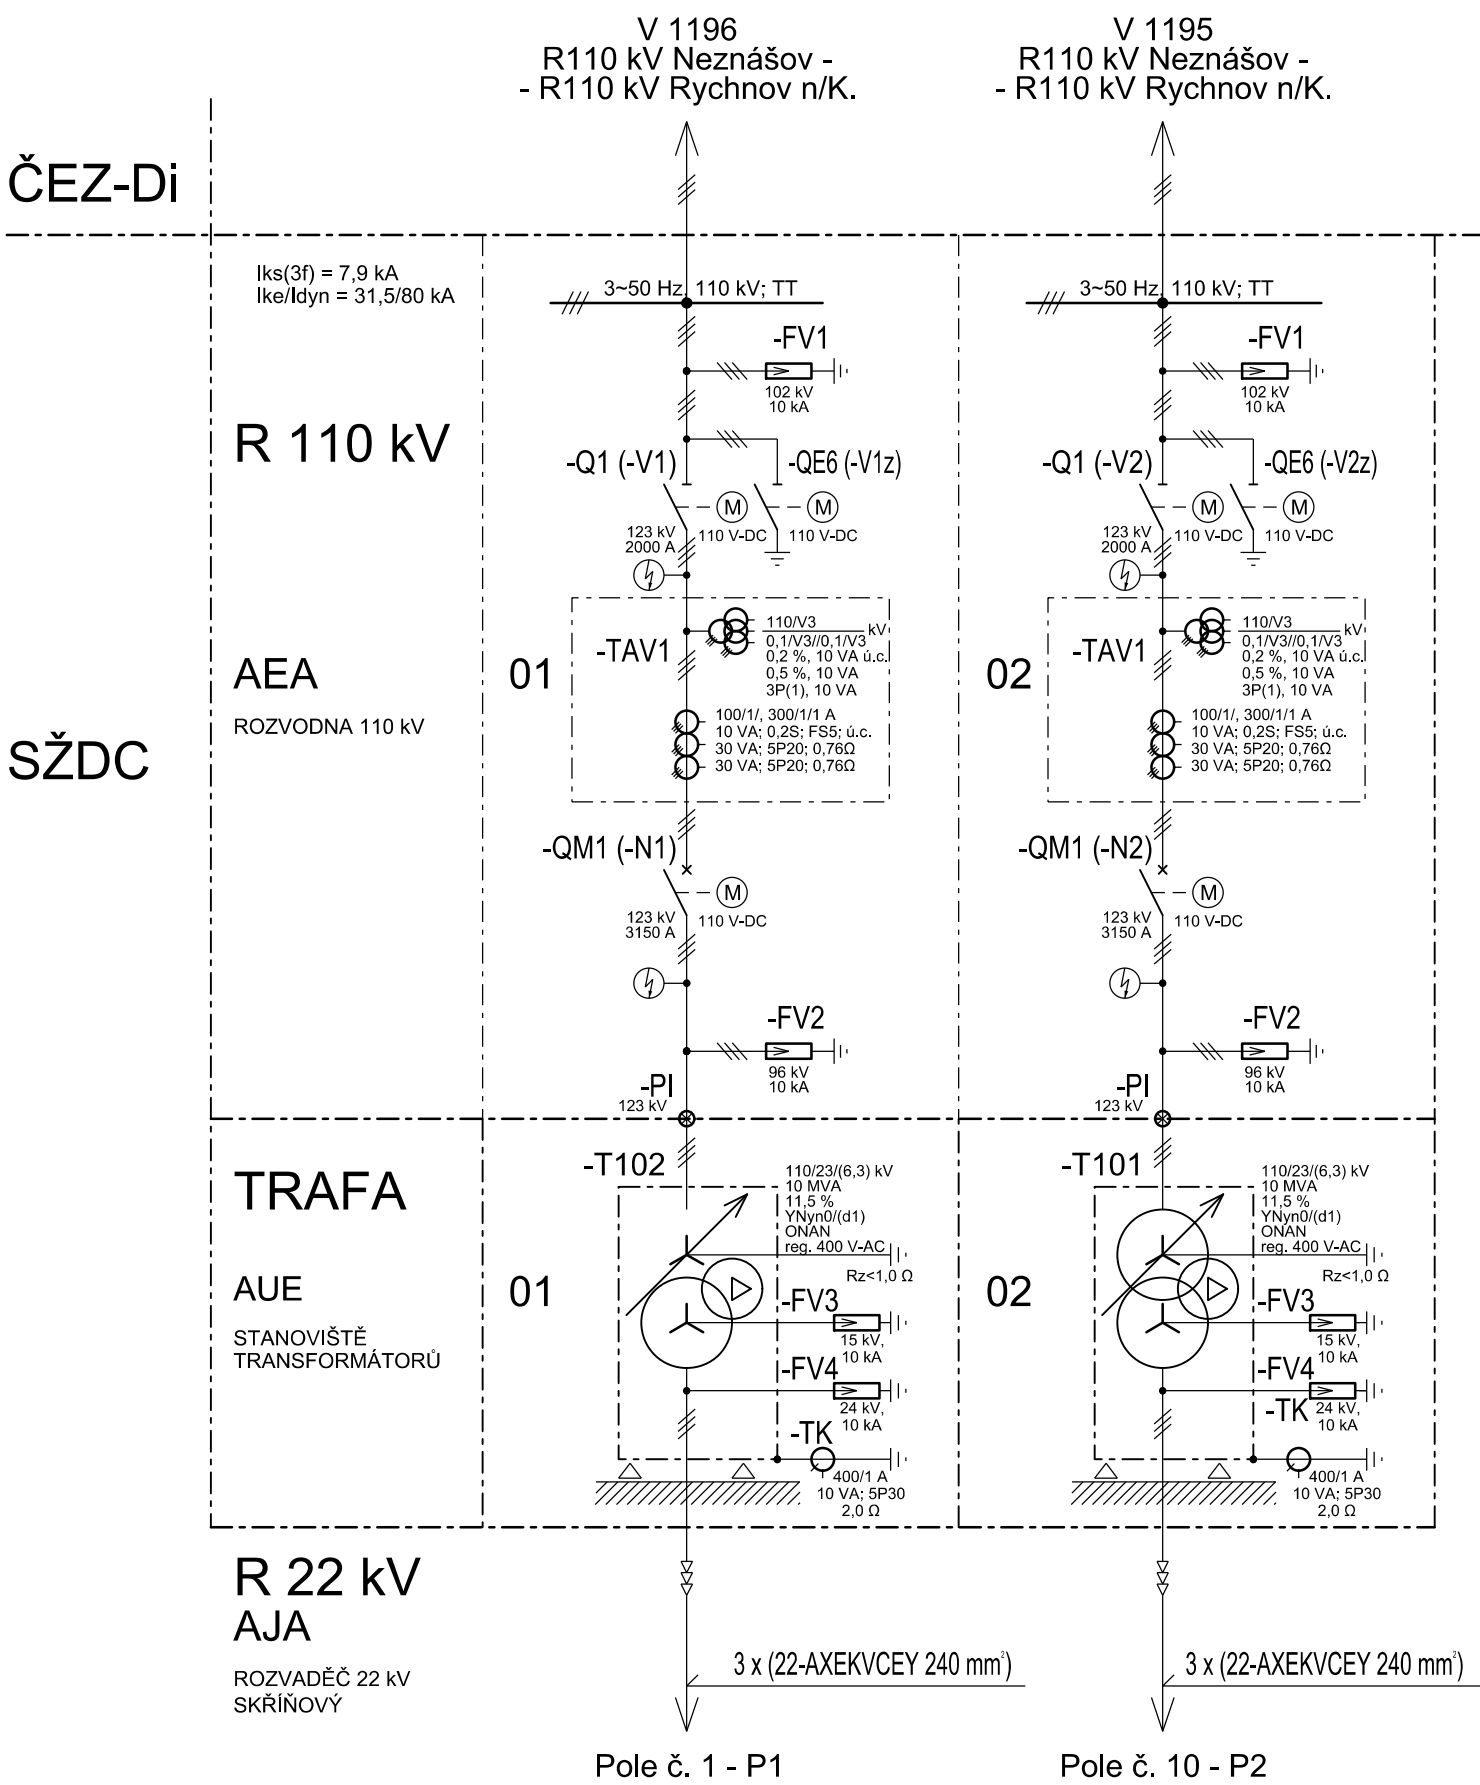 V 1196
R110 kV Neznášov -
- R110 kV Rychnov n/K.
V 1195
R110 kV Neznášov -
- R110 kV Rychnov n/K.
ČEZ-Di
SŽDC
Iks(3f) = 7,9 kA
Ike/Idyn = 31,5/80 kA
R 110 kV
AEA
ROZVODNA 110 kV
3~50 Hz, 110 kV; TT
-FV1
102 kV
10 kA
-Q1 (-V1)
-QE6 (-V1z)
M
M
123 kV
2000 A
110 V-DC
110 V-DC
01
-TAV1
110/V3
kV
0,1/V3//0,1/V3
0,2 %, 10 VA ú.c.
0,5 %, 10 VA
3P(1), 10 VA
100/1/, 300/1/1 A
10 VA; 0,2S; FS5; ú.c.
30 VA; 5P20; 0,76Ω
30 VA; 5P20; 0,76Ω
-QM1 (-N1)
M
123 kV
3150 A
110 V-DC
-FV2
96 kV
10 kA
-PI
123 kV
3~50 Hz, 110 kV; TT
-FV1
102 kV
10 kA
-Q1 (-V2)
-QE6 (-V2z)
M
M
123 kV
2000 A
110 V-DC
110 V-DC
02
-TAV1
110/V3
kV
0,1/V3//0,1/V3
0,2 %, 10 VA ú.c.
0,5 %, 10 VA
3P(1), 10 VA
100/1/, 300/1/1 A
10 VA; 0,2S; FS5; ú.c.
30 VA; 5P20; 0,76Ω
30 VA; 5P20; 0,76Ω
-QM1 (-N2)
M
123 kV
3150 A
110 V-DC
-FV2
96 kV
10 kA
-PI
123 kV
TRAFA
AUE
STANOVIŠTĚ
TRANSFORMÁTORŮ
01
-T102
110/23/(6,3) kV
10 MVA
11,5 %
YNyn0/(d1)
ONAN
reg. 400 V-AC
Rz<1,0 Ω
-FV3
15 kV,
10 kA
-FV4
24 kV,
10 kA
-TK
400/1 A
10 VA; 5P30
2,0 Ω
02
-T101
110/23/(6,3) kV
10 MVA
11,5 %
YNyn0/(d1)
ONAN
reg. 400 V-AC
Rz<1,0 Ω
-FV3
15 kV,
10 kA
-FV4
24 kV,
10 kA
-TK
400/1 A
10 VA; 5P30
2,0 Ω
R 22 kV
AJA
ROZVADĚČ 22 kV
SKŘÍŇOVÝ
3 x (22-AXEKVCEY 240 mm²)
3 x (22-AXEKVCEY 240 mm²)
Pole č. 1 - P1
Pole č. 10 - P2